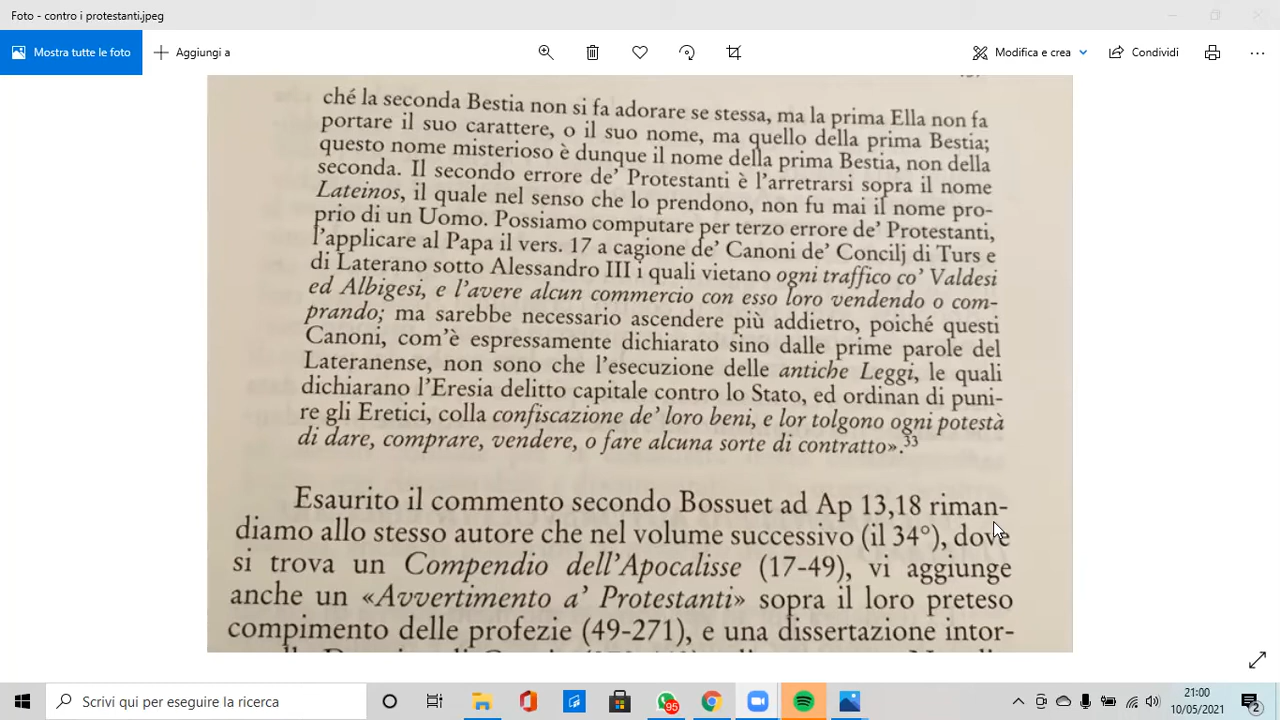 Foto - contro i protestanti.jpeg
Mostra tutte le foto
Aggiungi a
Modifica e crea
Condividi
ché la seconda Bestia non si fa adorare se stessa, ma la prima Ella non fa
portare il suo carattere, o il suo nome, ma quello della prima Bestia;
questo nome misterioso è dunque il nome della prima Bestia, non della
seconda. Il secondo errore de' Protestanti è l'arretrarsi sopra il nome
Lateinos, il quale nel senso che lo prendono, non fu mai il nome pro-
prio di un Uomo. Possiamo computare per terzo errore de' Protestanti,
l'applicare al Papa il vers. 17 a cagione de' Canoni de' Concilj di Turs e
di Laterano sotto Alessandro III i quali vietano ogni traffico co' Valdesi
ed Albigesi, e l'avere alcun commercio con esso loro vendendo o com-
prando; ma sarebbe necessario ascendere più addietro, poiché questi
Canoni, com'è espressamente dichiarato sino dalle prime parole del
Lateranense, non sono che l'esecuzione delle antiche Leggi, le quali
dichiarano l'Eresia delitto capitale contro lo Stato, ed ordinan di puni-
re gli Eretici, colla confiscazione de' loro beni, e lor tolgono ogni potestà
di dare, comprare, vendere, o fare alcuna sorte di contratto».33
Esaurito il commento secondo Bossuet ad Ap 13,18 riman-
diamo allo stesso autore che nel volume successivo (il 34°), dove
si trova un Compendio dell'Apocalisse (17-49), vi aggiunge
anche un «Avvertimento a' Protestanti» sopra il loro preteso
compimento delle profezie (49-271), e una dissertazione intor-
Scrivi qui per eseguire la ricerca
95
21:00
10/05/2021
2